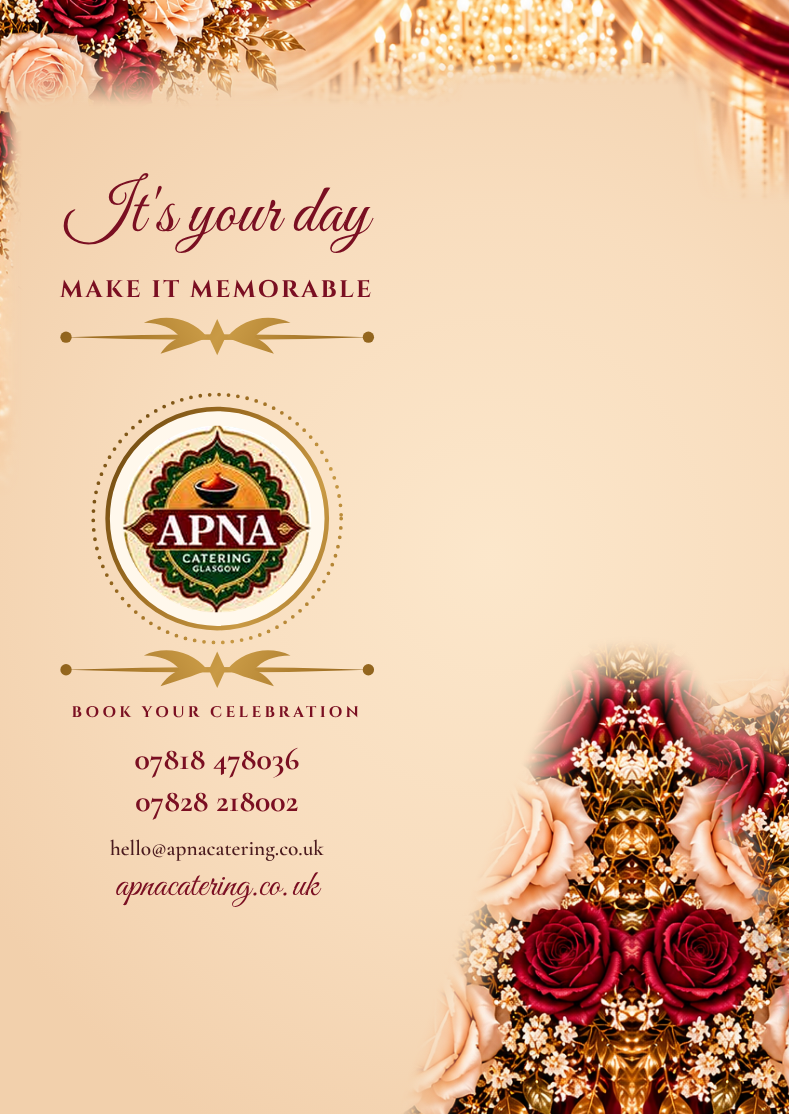 It's your day
MAKE IT MEMORABLE
APNA
CATERING
GLASGOW
BOOK YOUR CELEBRATION
07818 478036
07828 218002
hello@apnacatering.co.uk
apnacatering.co.uk